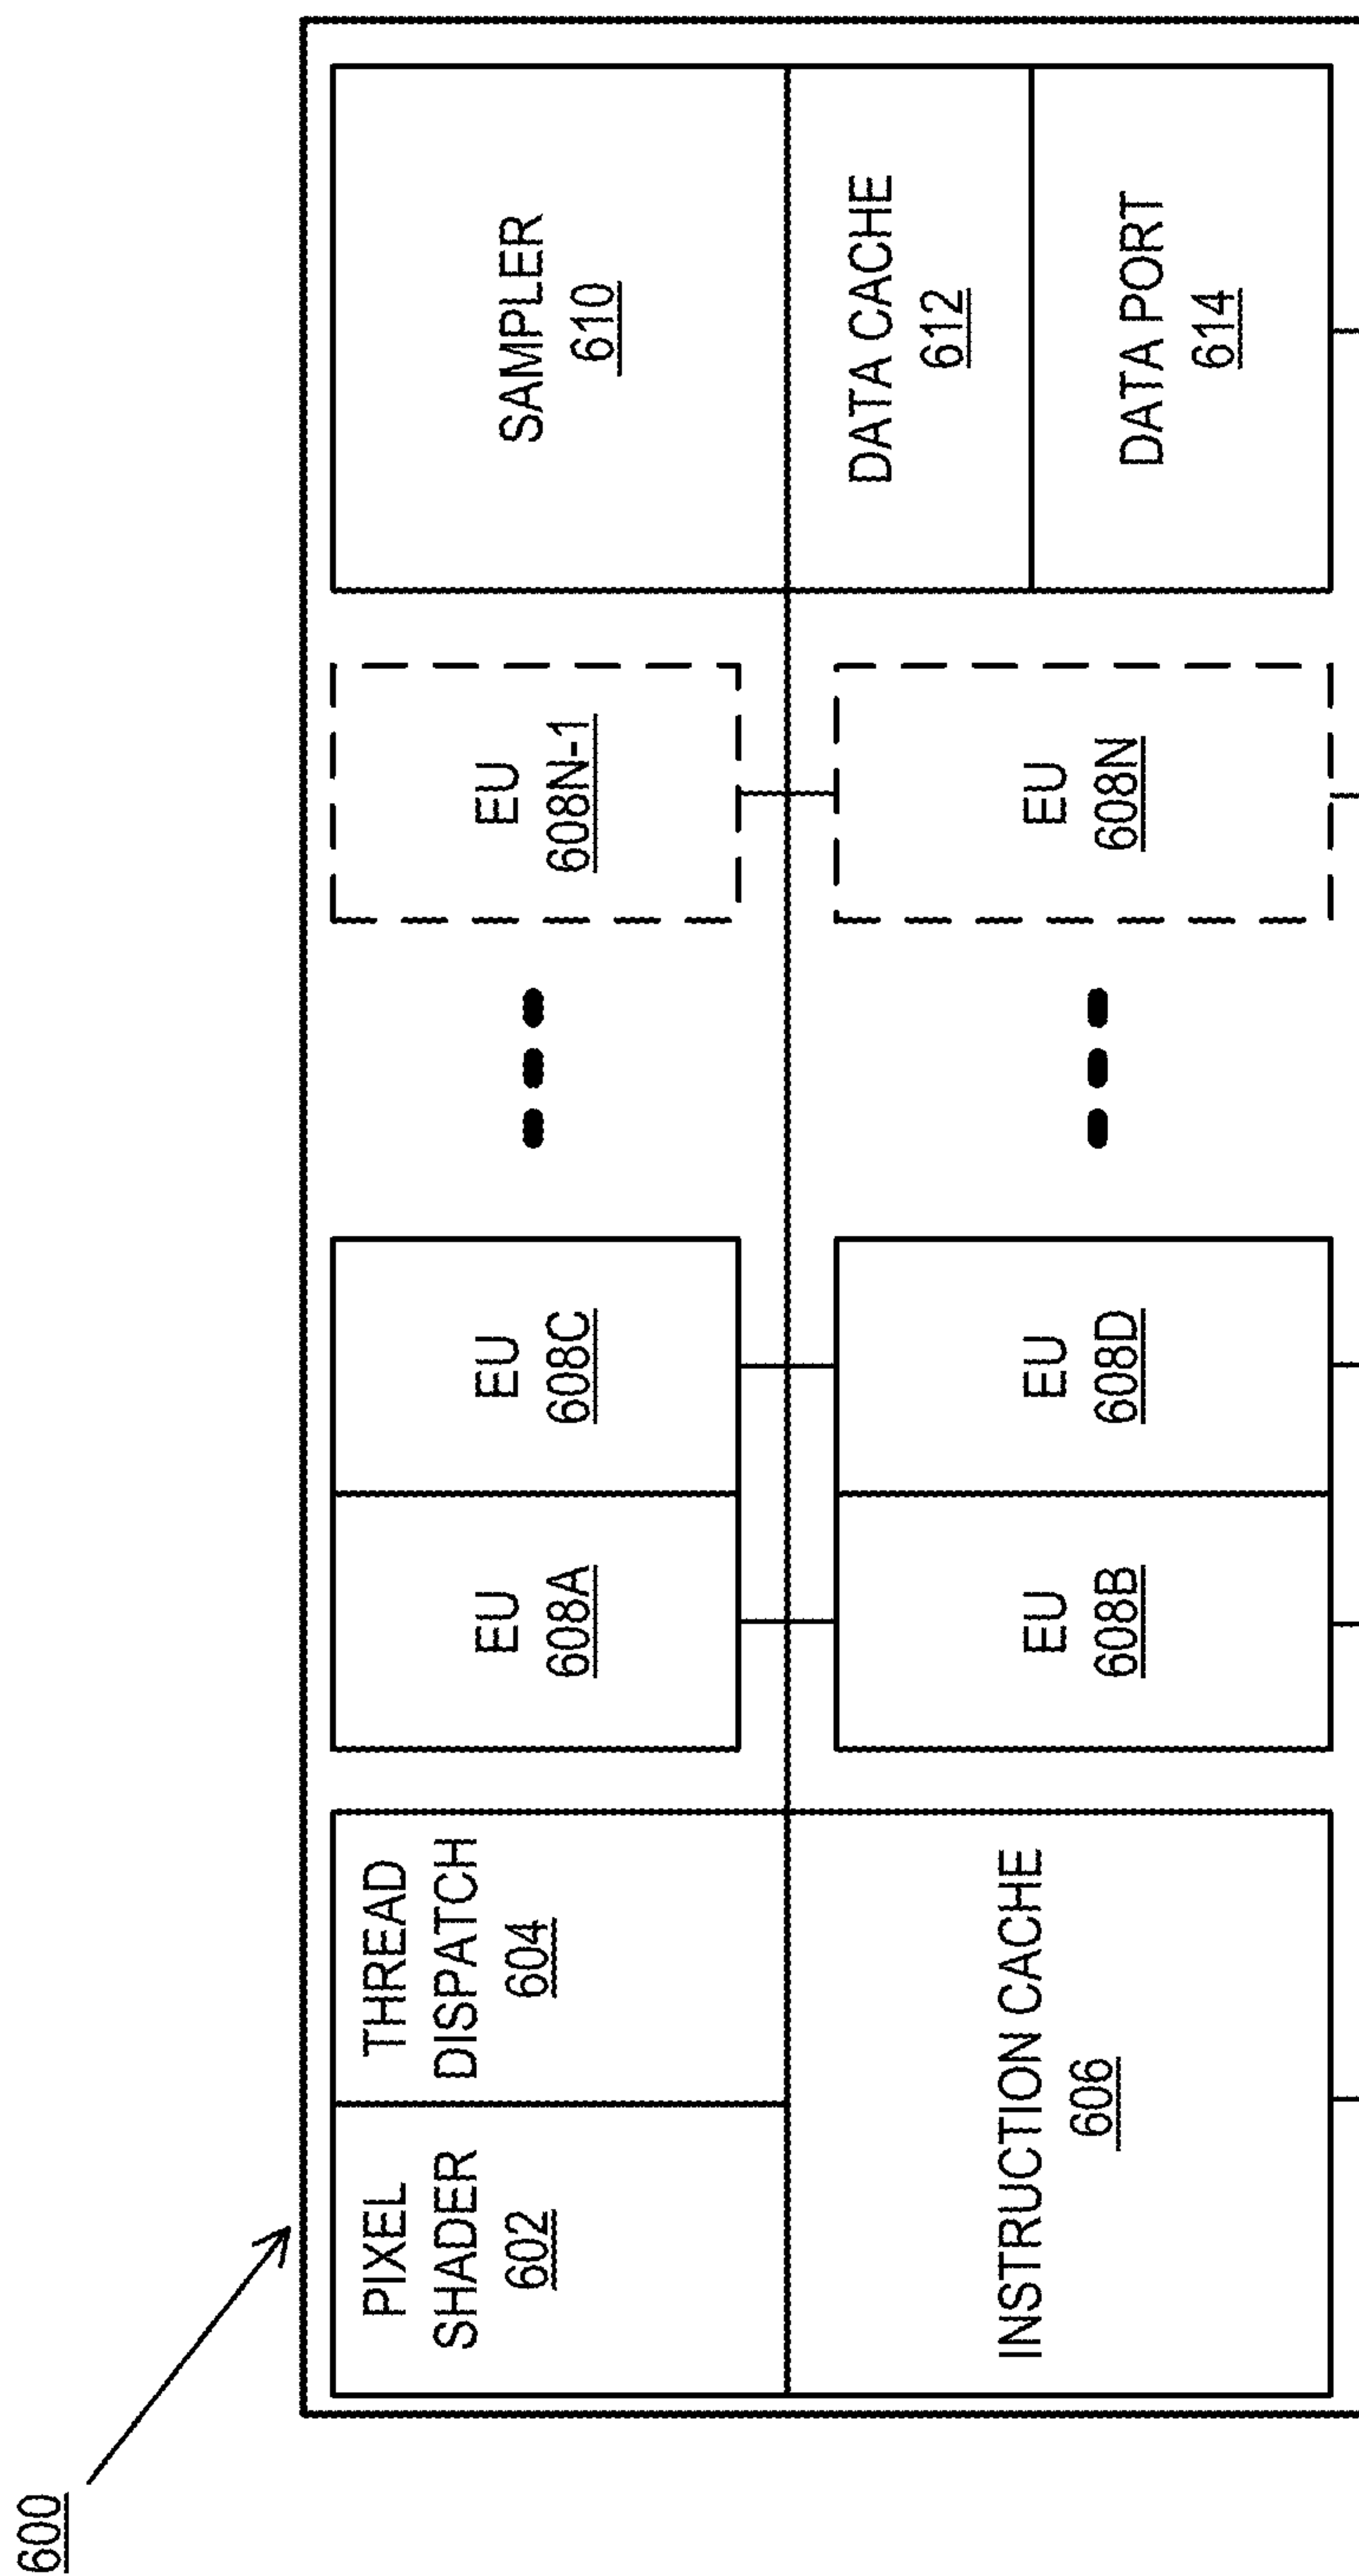 600
PIXEL
SHADER
602
THREAD
DISPATCH
604
INSTRUCTION CACHE
606
EU
608A
EU
608C
EU
608B
EU
608D
EU
608N-1
EU
608N
SAMPLER
610
DATA CACHE
612
DATA PORT
614